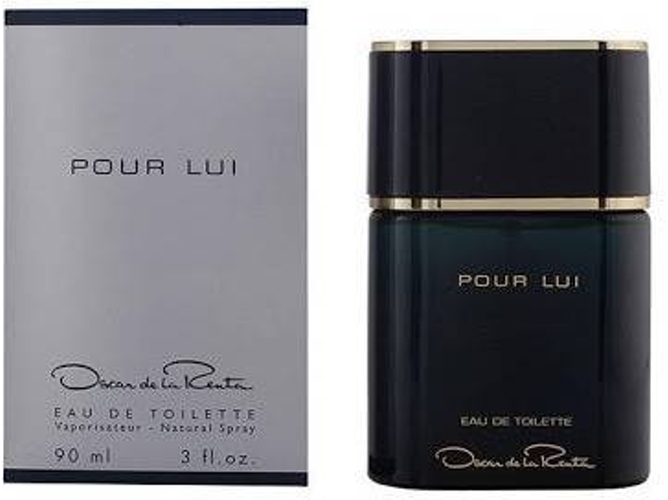 POUR LUI
Oscar de la Renta
EAU DE TOILETTE
Vaporisateur - Natural Spray
90 ml 3 fl.oz.
POUR LUI
EAU DE TOILETTE
Oscar de la Renta